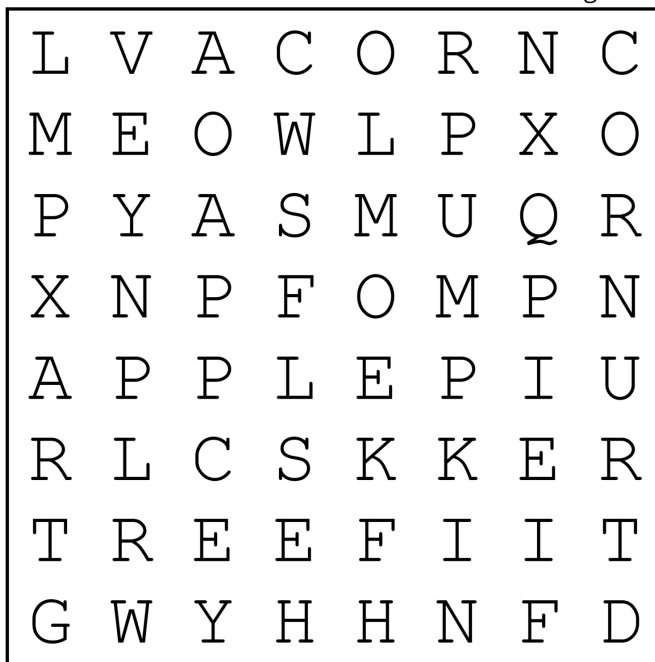 L V A C O R N C
M E O W L P X O
P Y A S M U Q R
X N P F O M P N
A P P L E P I U
R L C S K K E R
T R E E F I I T
G W Y H H N F D